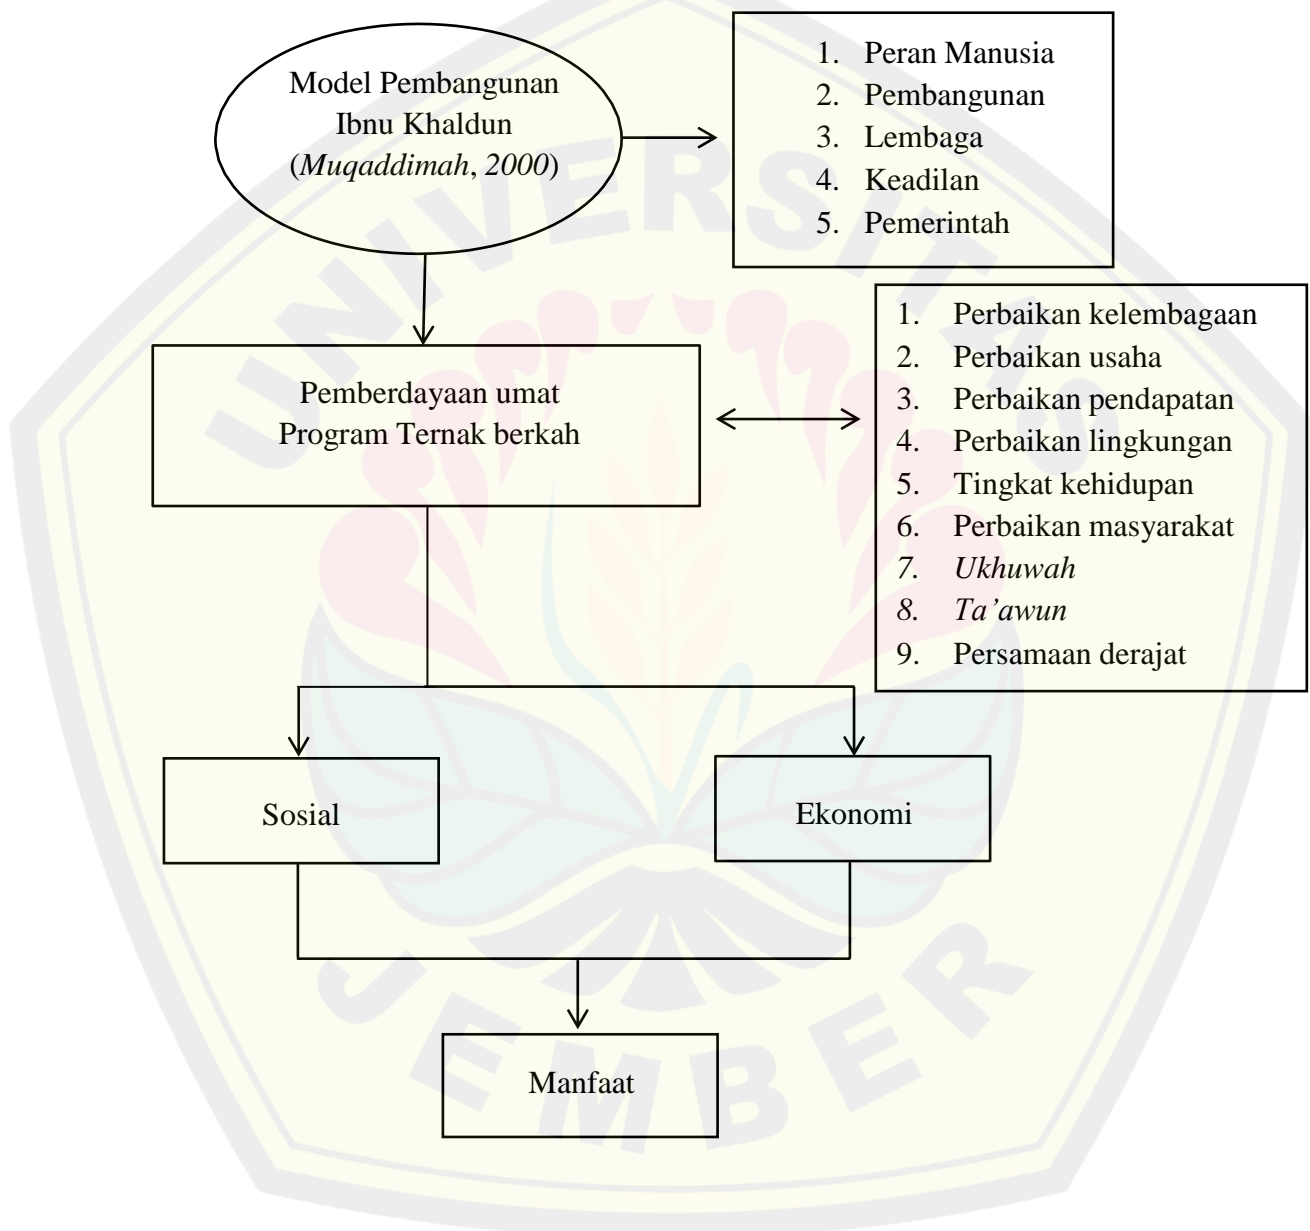 Model Pembangunan
Ibnu Khaldun
(Muqaddimah, 2000)
1. Peran Manusia
2. Pembangunan
3. Lembaga
4. Keadilan
5. Pemerintah
Pemberdayaan umat
Program Ternak berkah
1. Perbaikan kelembagaan
2. Perbaikan usaha
3. Perbaikan pendapatan
4. Perbaikan lingkungan
5. Tingkat kehidupan
6. Perbaikan masyarakat
7. Ukhuwah
8. Ta’awun
9. Persamaan derajat
Sosial
Ekonomi
Manfaat
UNIVERSITAS
JEMBER